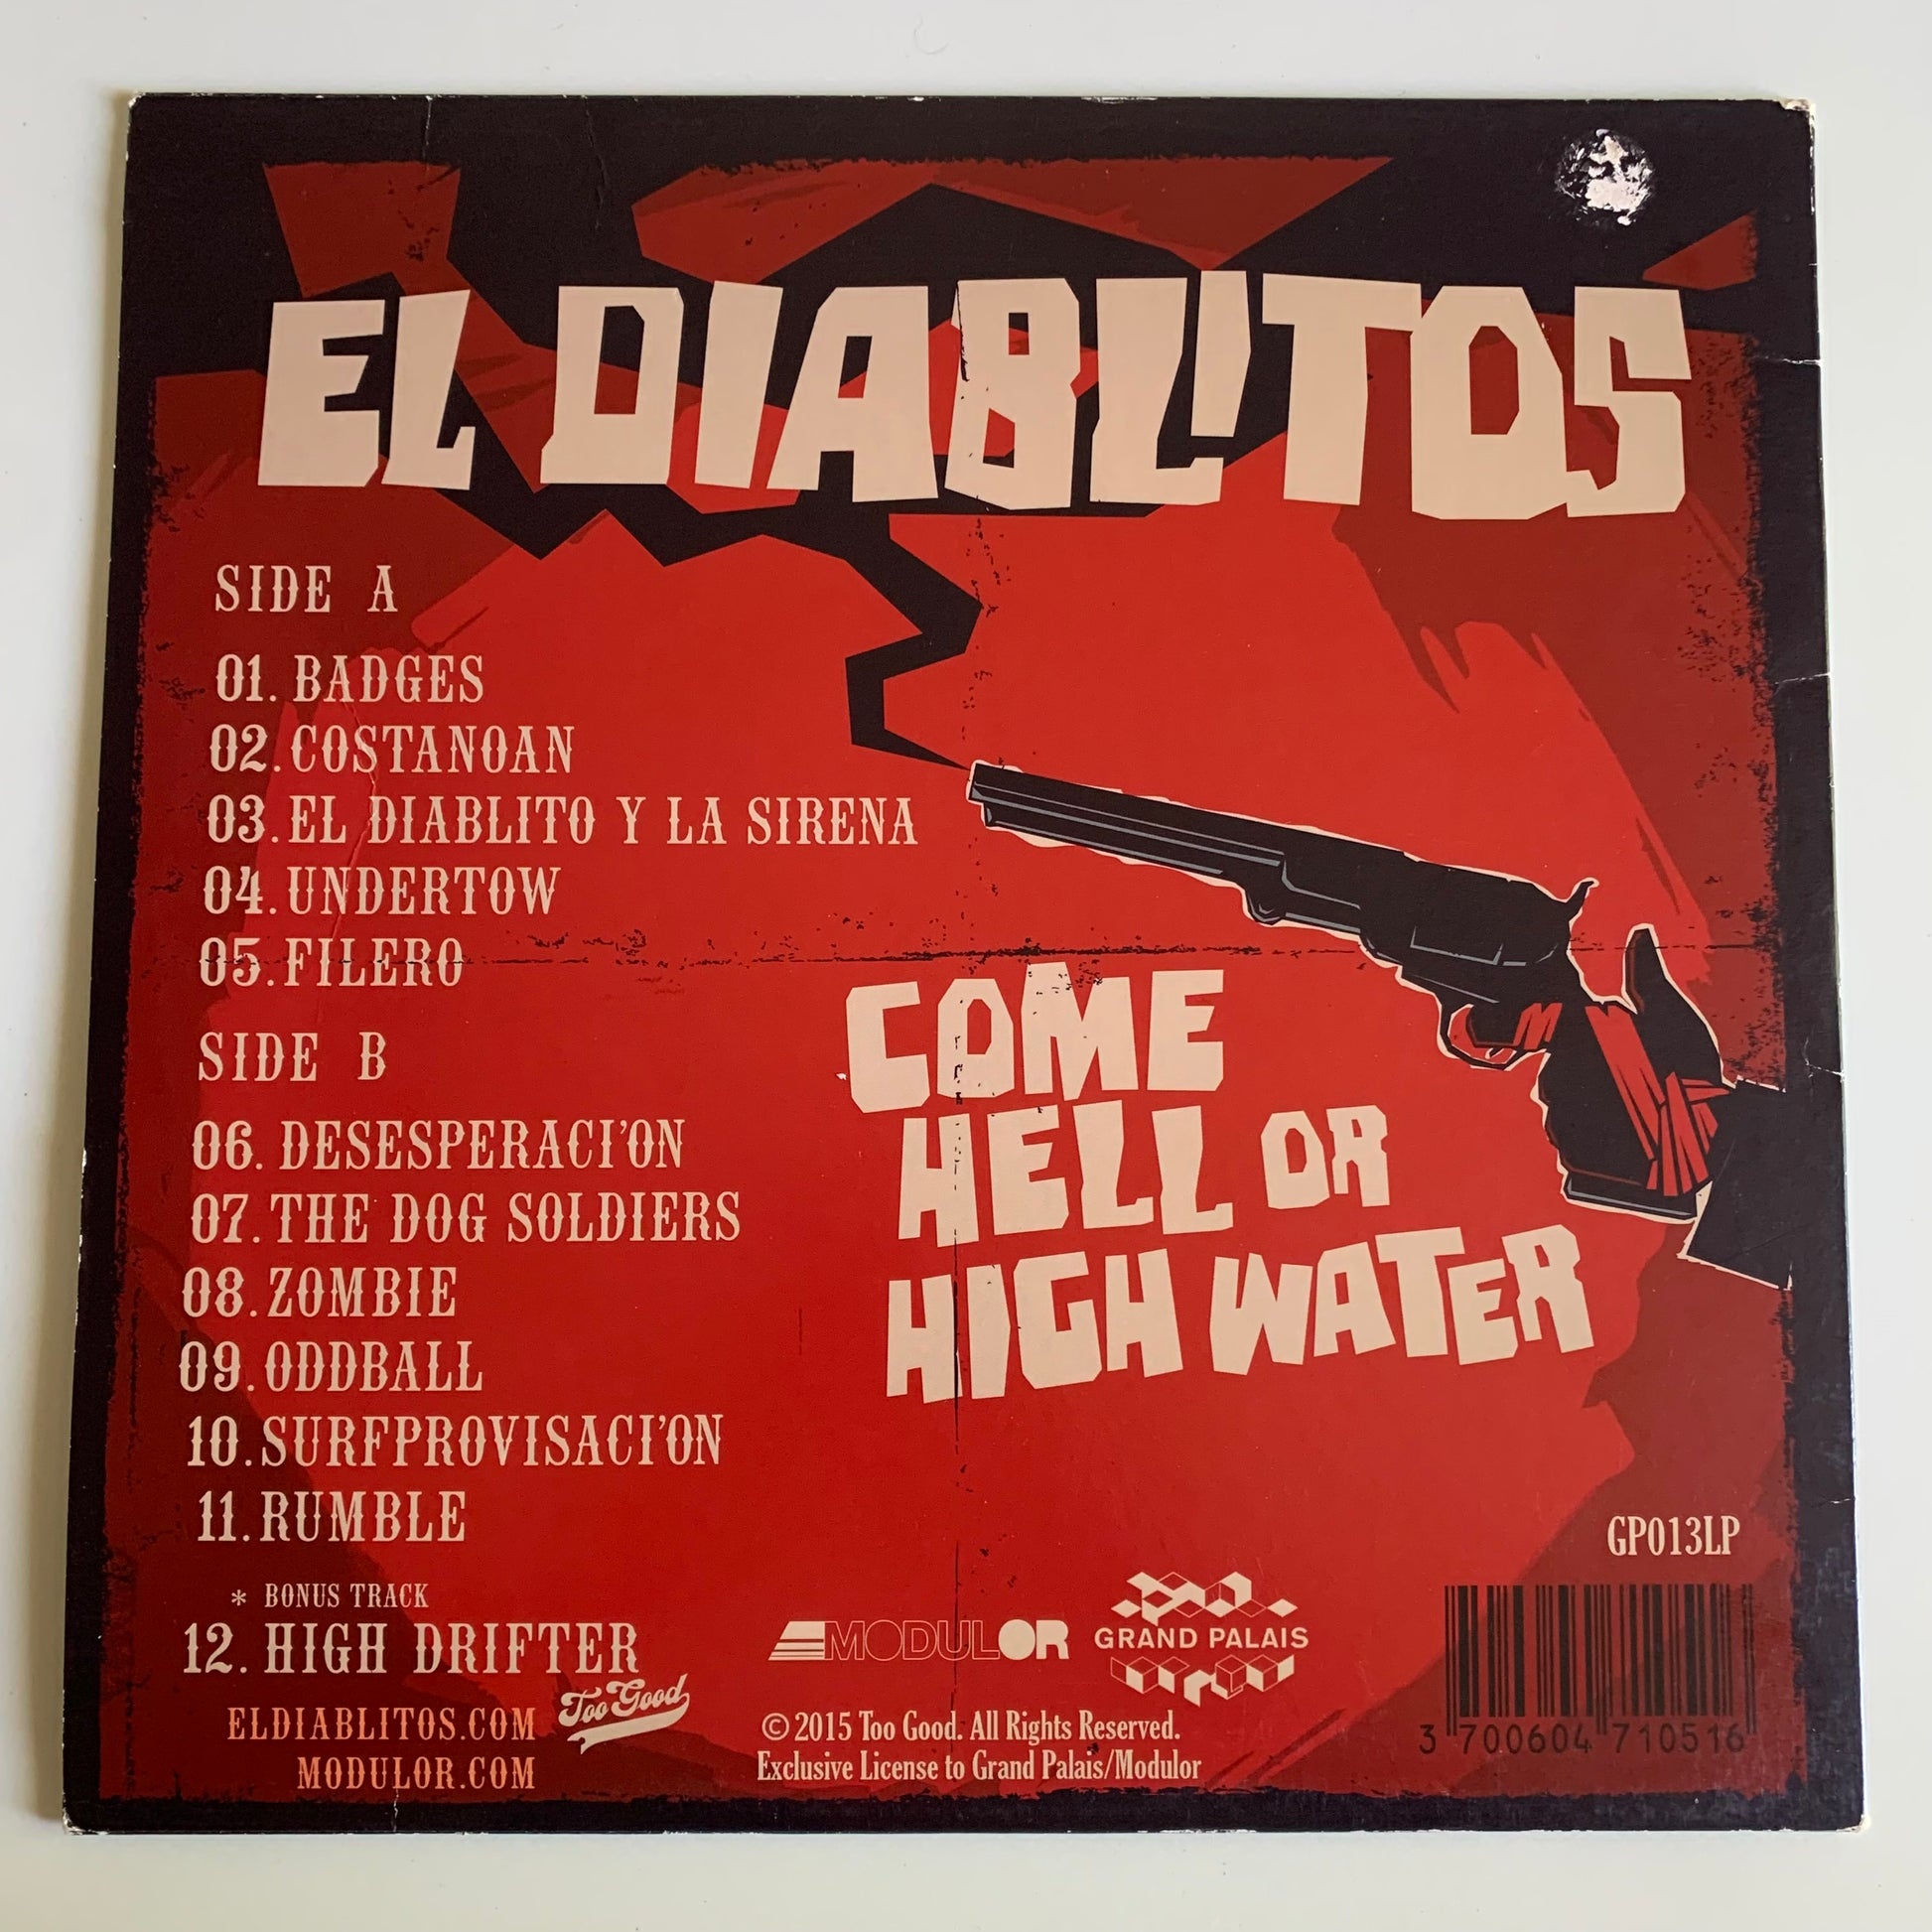 EL DIABLITOS
SIDE A
01. BADGES
02. COSTANOAN
03. EL DIABLITO Y LA SIRENA
04. UNDERTOW
05. FILERO
SIDE B
06. DESESPERACI'ON
07. THE DOG SOLDIERS
08. ZOMBIE
09. ODDBALL
10. SURFPROVISACI'ON
11. RUMBLE
* BONUS TRACK
12. HIGH DRIFTER
ELDIABLITOS.COM
MODULOR.COM
Too Good
COME
HELL OR
HIGH WATER
MODULOR
GRAND PALAIS
© 2015 Too Good. All Rights Reserved.
Exclusive License to Grand Palais/Modulor
GP013LP
3 700604 710516